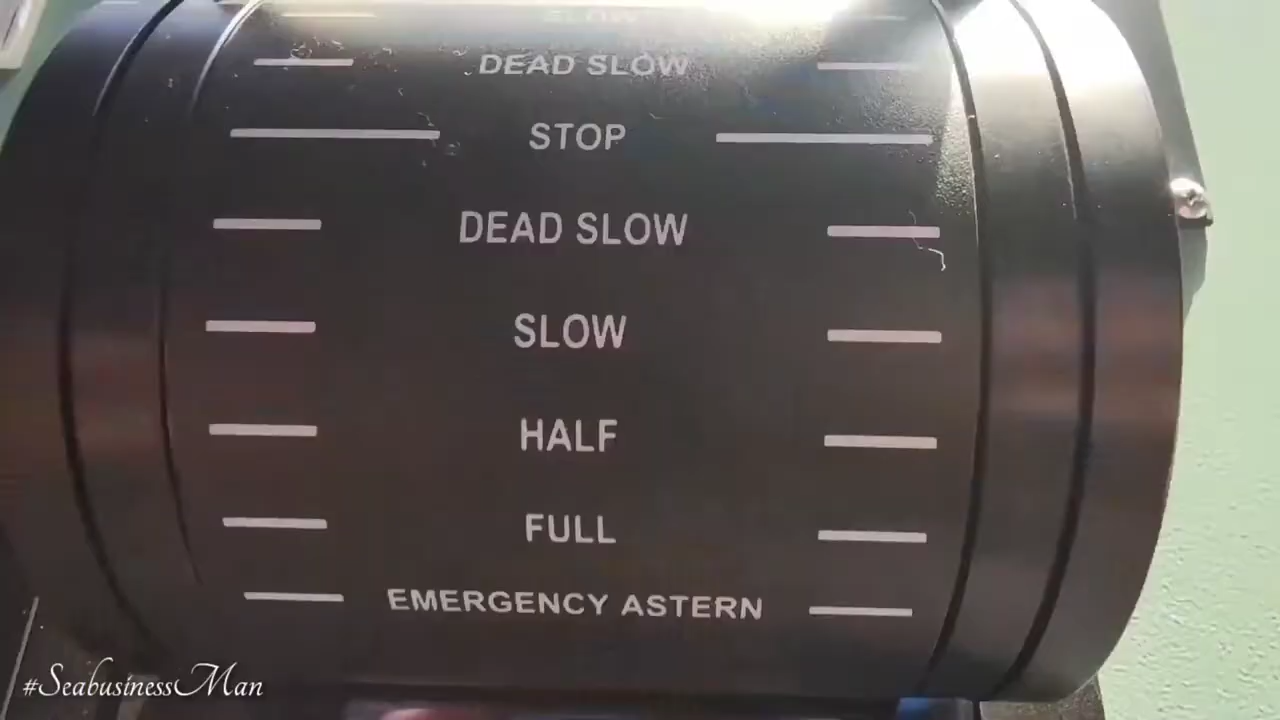 SLOW
DEAD SLOW
STOP
DEAD SLOW
SLOW
HALF
FULL
EMERGENCY ASTERN
#SeabusinessMan